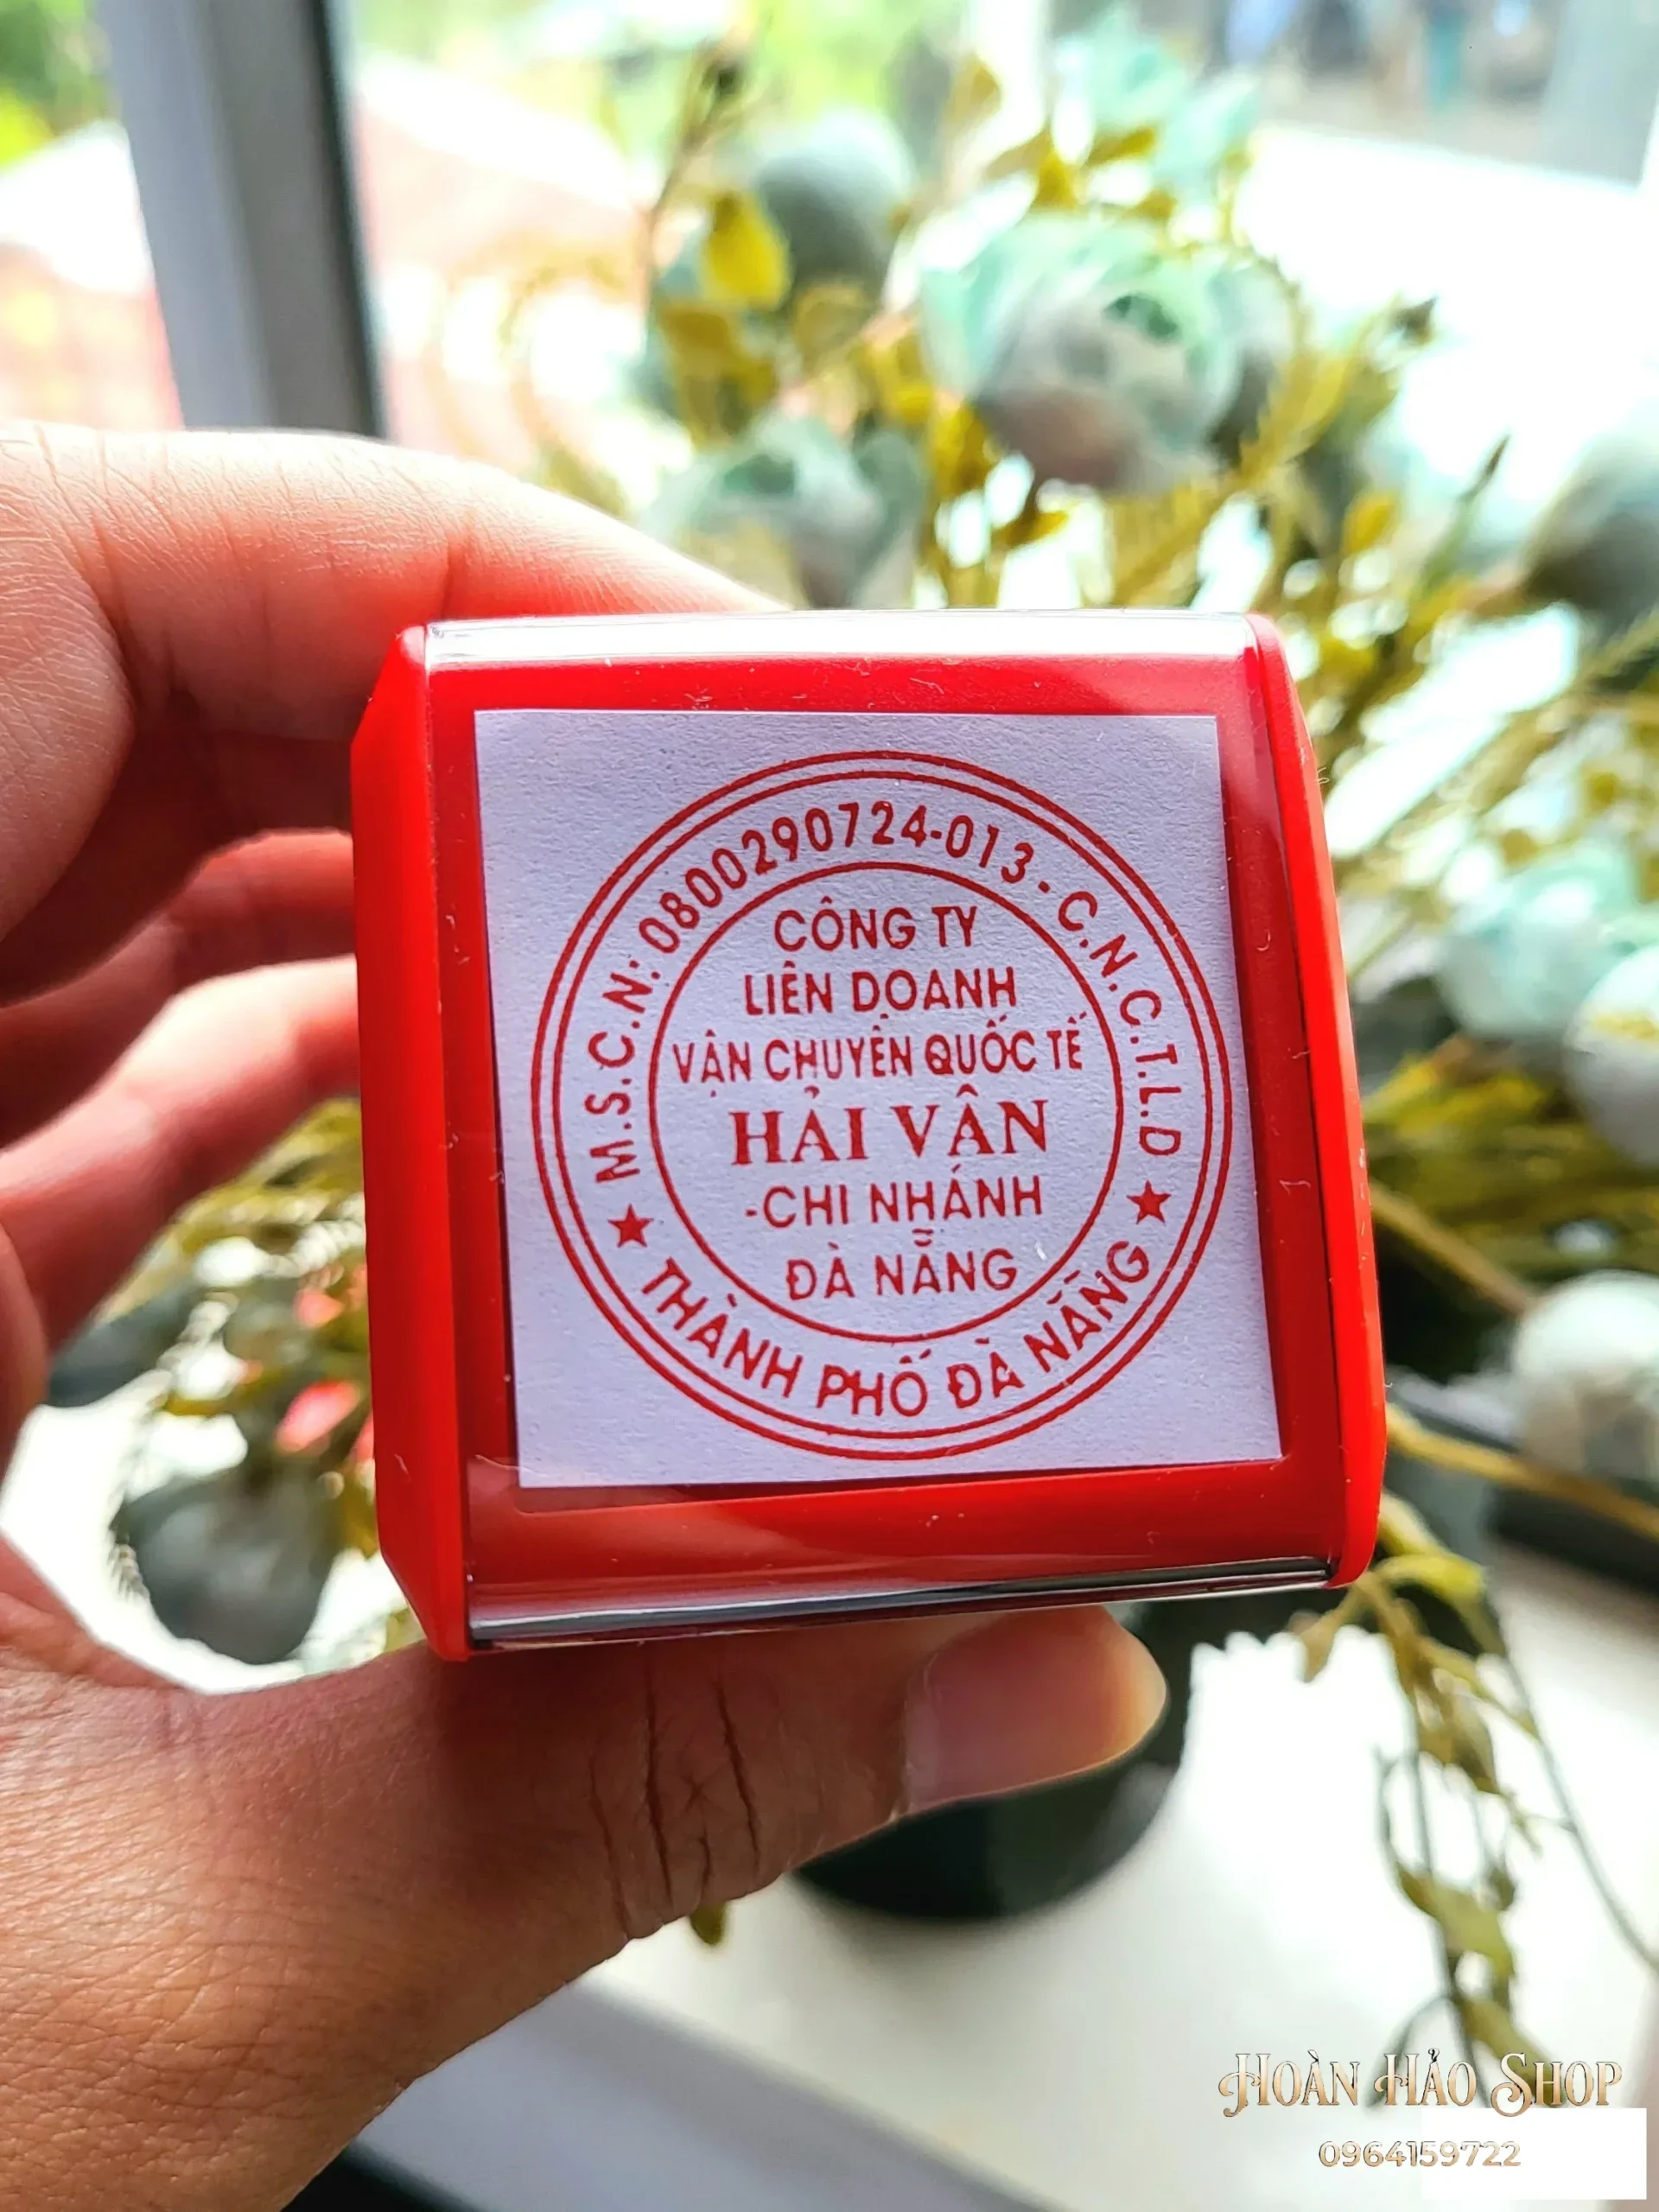 M.S.C.N: 0800290724-013 - C.N.C.T.L.D
CÔNG TY
LIÊN DOANH
VẬN CHUYỂN QUỐC TẾ
HẢI VÂN
-CHI NHÁNH
ĐÀ NẴNG
★ THÀNH PHỐ ĐÀ NẴNG ★
HOÀN HẢO SHOP
0964159722